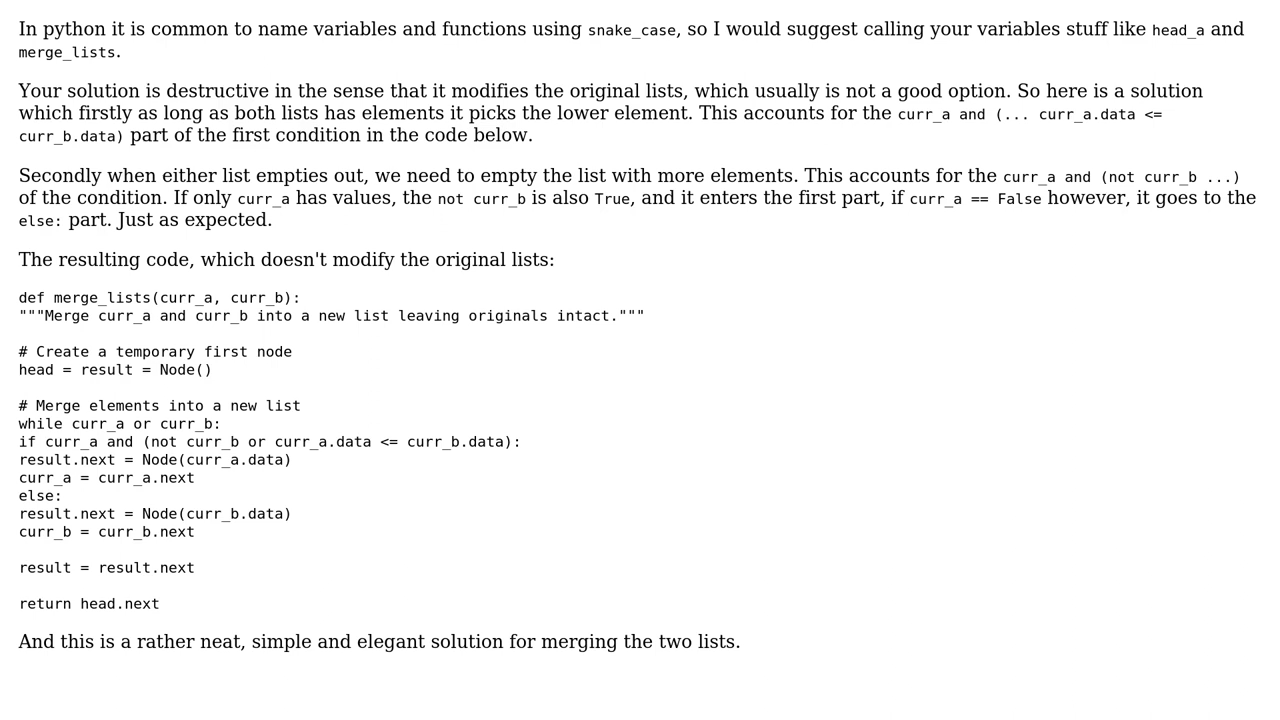 In python it is common to name variables and functions using snake_case, so I would suggest calling your variables stuff like head_a and
merge_lists.
Your solution is destructive in the sense that it modifies the original lists, which usually is not a good option. So here is a solution
which firstly as long as both lists has elements it picks the lower element. This accounts for the curr_a and (... curr_a.data <=
curr_b.data) part of the first condition in the code below.
Secondly when either list empties out, we need to empty the list with more elements. This accounts for the curr_a and (not curr_b ...)
of the condition. If only curr_a has values, the not curr_b is also True, and it enters the first part, if curr_a == False however, it goes to the
else: part. Just as expected.
The resulting code, which doesn't modify the original lists:
def merge_lists(curr_a, curr_b):
"""Merge curr_a and curr_b into a new list leaving originals intact."""
# Create a temporary first node
head = result = Node()
# Merge elements into a new list
while curr_a or curr_b:
if curr_a and (not curr_b or curr_a.data <= curr_b.data):
result.next = Node(curr_a.data)
curr_a = curr_a.next
else:
result.next = Node(curr_b.data)
curr_b = curr_b.next
result = result.next
return head.next
And this is a rather neat, simple and elegant solution for merging the two lists.